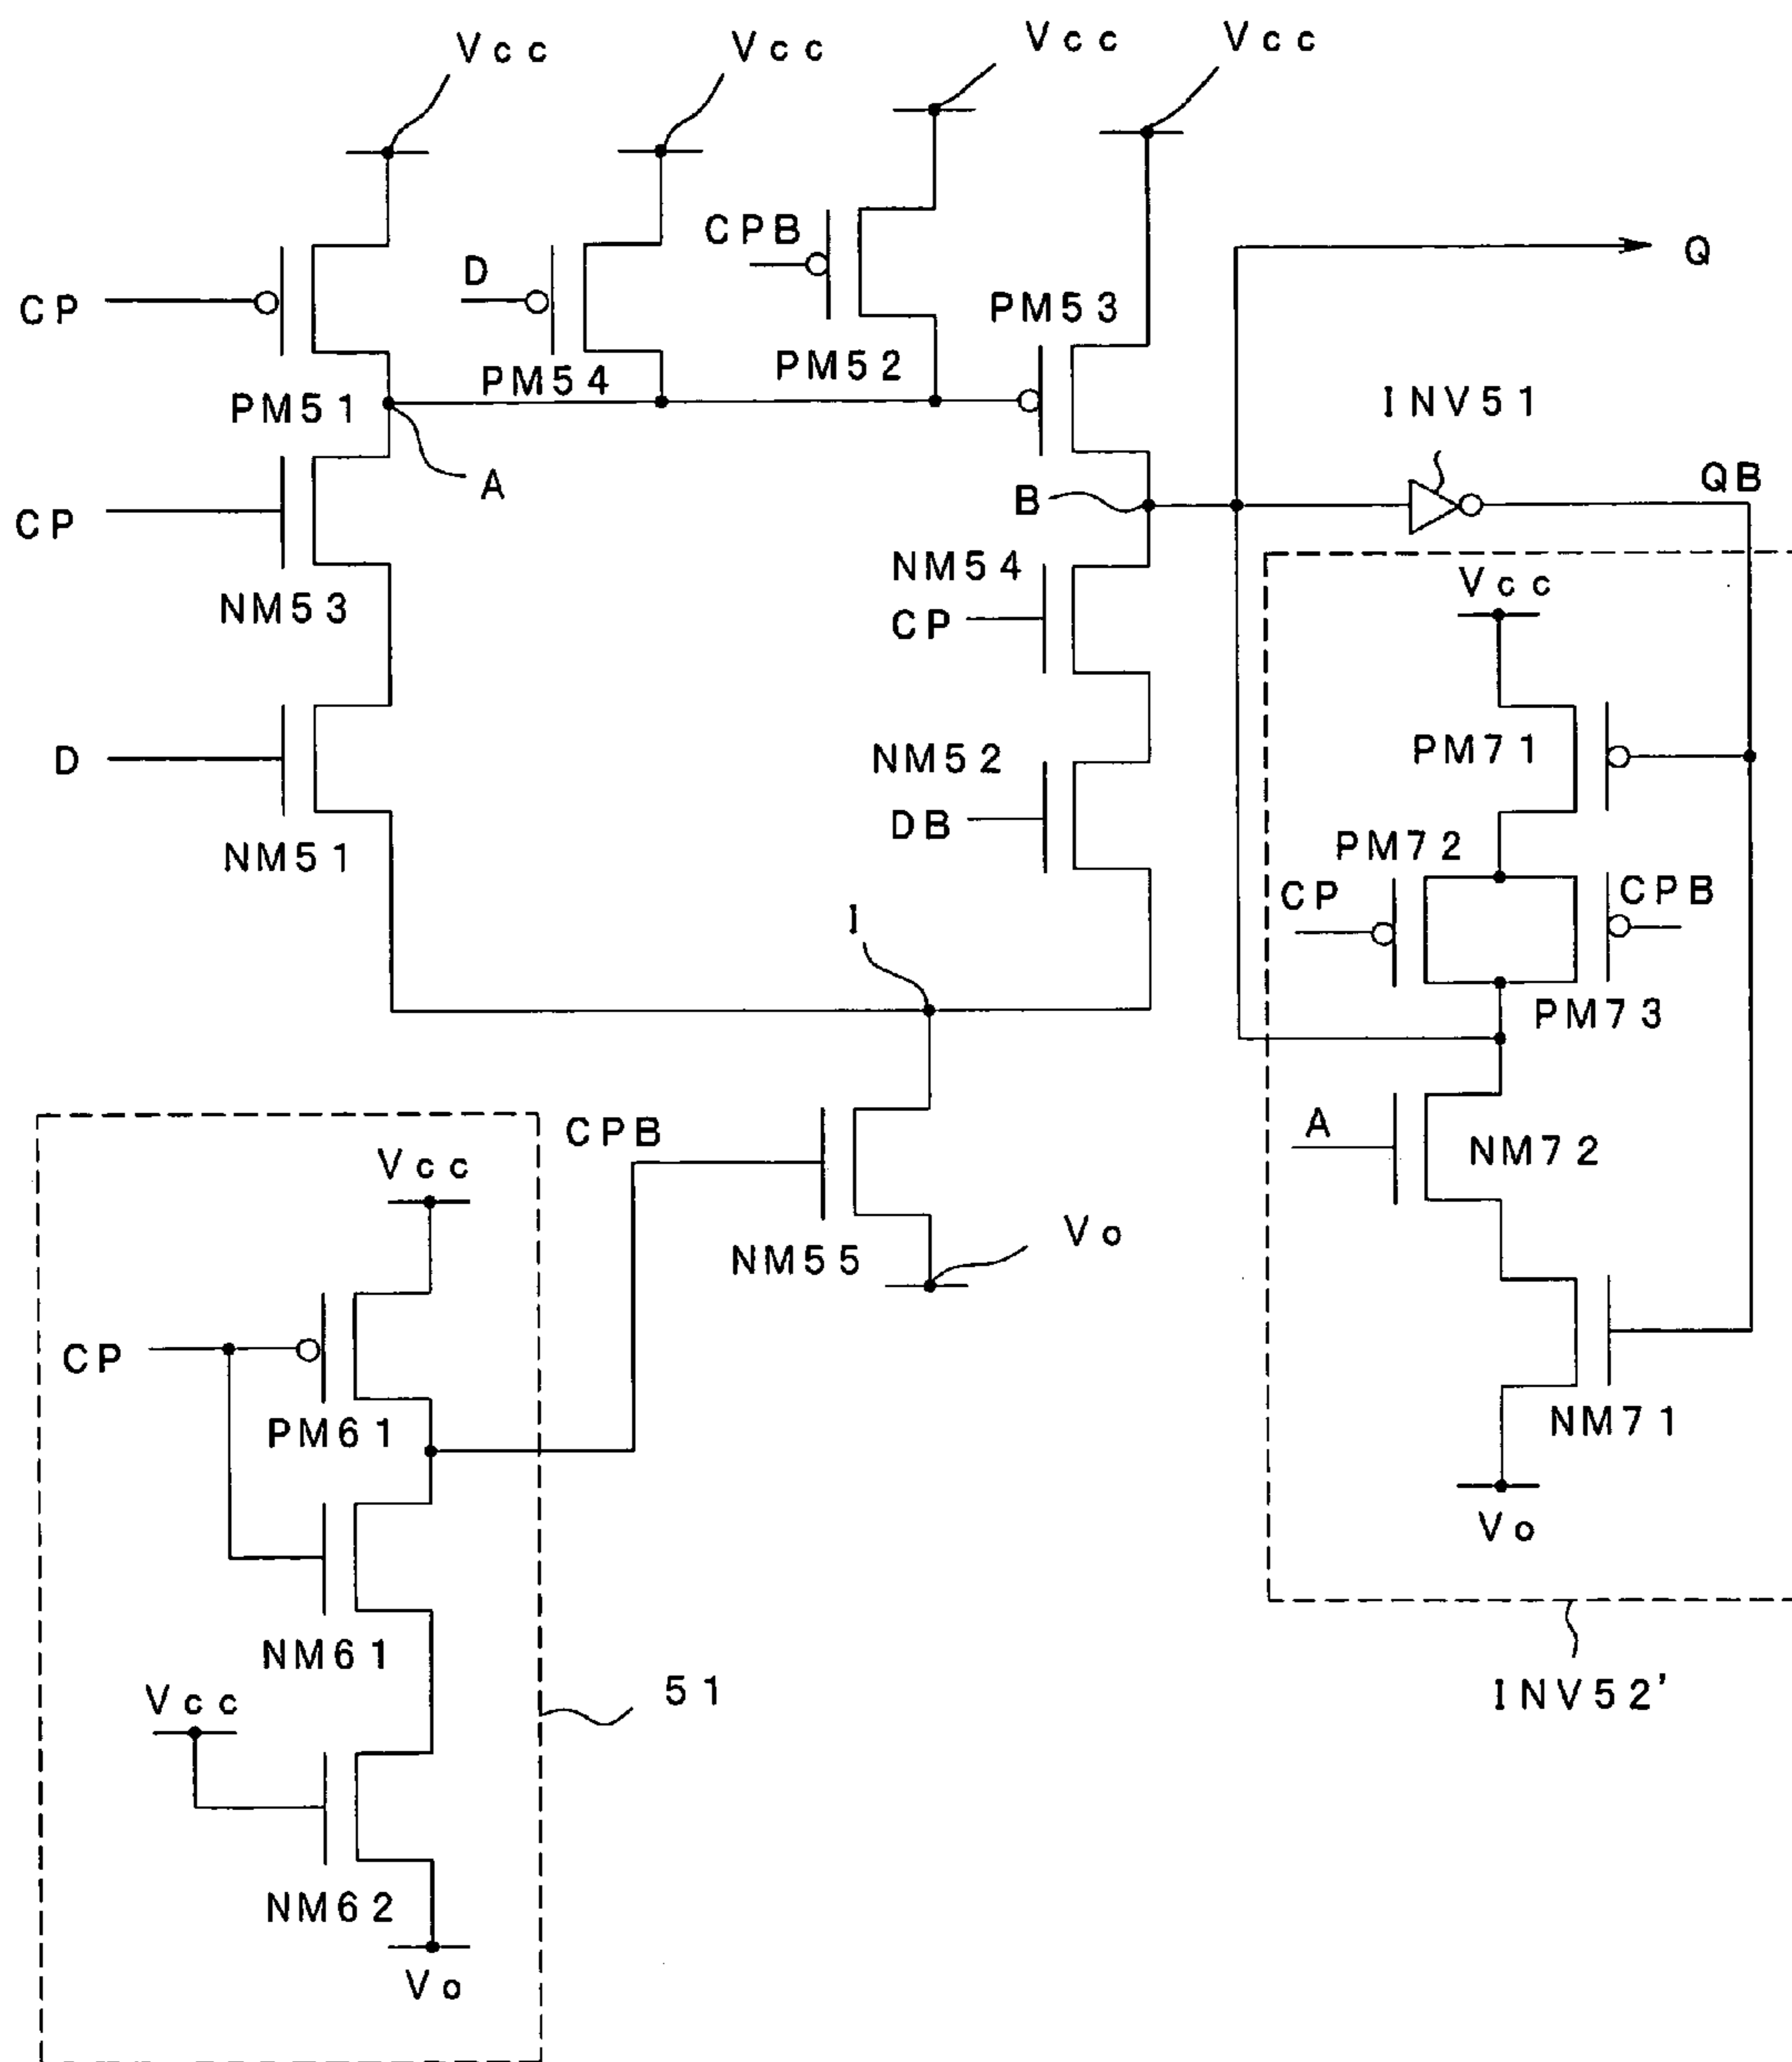 Vcc
Vcc
Vcc
Vcc
CPB
Q
D
CP
PM53
PM52
PM54
PM51
INV51
A
QB
B
CP
NM54
Vcc
NM53
CP
PM71
NM52
D
DB
NM51
PM72
CP
CPB
I
PM73
CPB
A
NM72
Vcc
Vo
NM55
CP
PM61
NM71
Vo
NM61
51
INV52'
Vcc
NM62
Vo